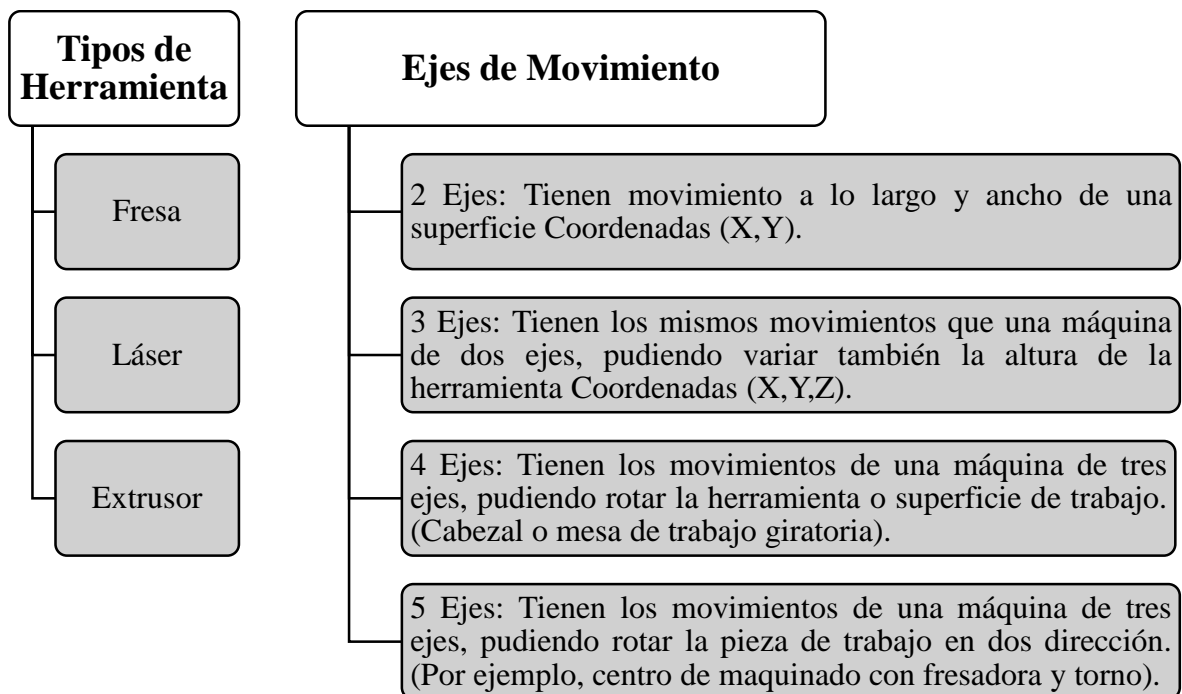 Tipos de
Herramienta
Fresa
Láser
Extrusor
Ejes de Movimiento
2 Ejes: Tienen movimiento a lo largo y ancho de una
superficie Coordenadas (X,Y).
3 Ejes: Tienen los mismos movimientos que una máquina
de dos ejes, pudiendo variar también la altura de la
herramienta Coordenadas (X,Y,Z).
4 Ejes: Tienen los movimientos de una máquina de tres
ejes, pudiendo rotar la herramienta o superficie de trabajo.
(Cabezal o mesa de trabajo giratoria).
5 Ejes: Tienen los movimientos de una máquina de tres
ejes, pudiendo rotar la pieza de trabajo en dos dirección.
(Por ejemplo, centro de maquinado con fresadora y torno).